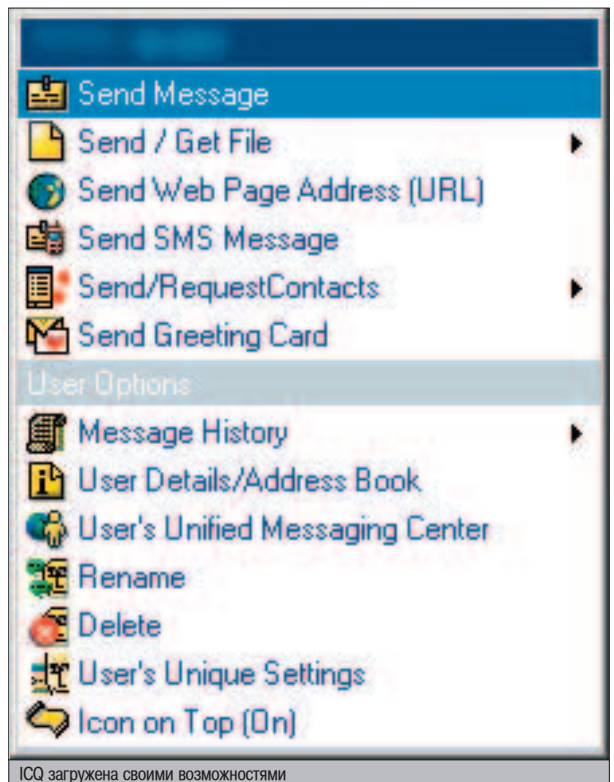 Send Message
Send / Get File
Send Web Page Address (URL)
Send SMS Message
Send/RequestContacts
Send Greeting Card
User Options
Message History
User Details/Address Book
User's Unified Messaging Center
Rename
Delete
User's Unique Settings
Icon on Top (On)
ICQ загружена своими возможностями